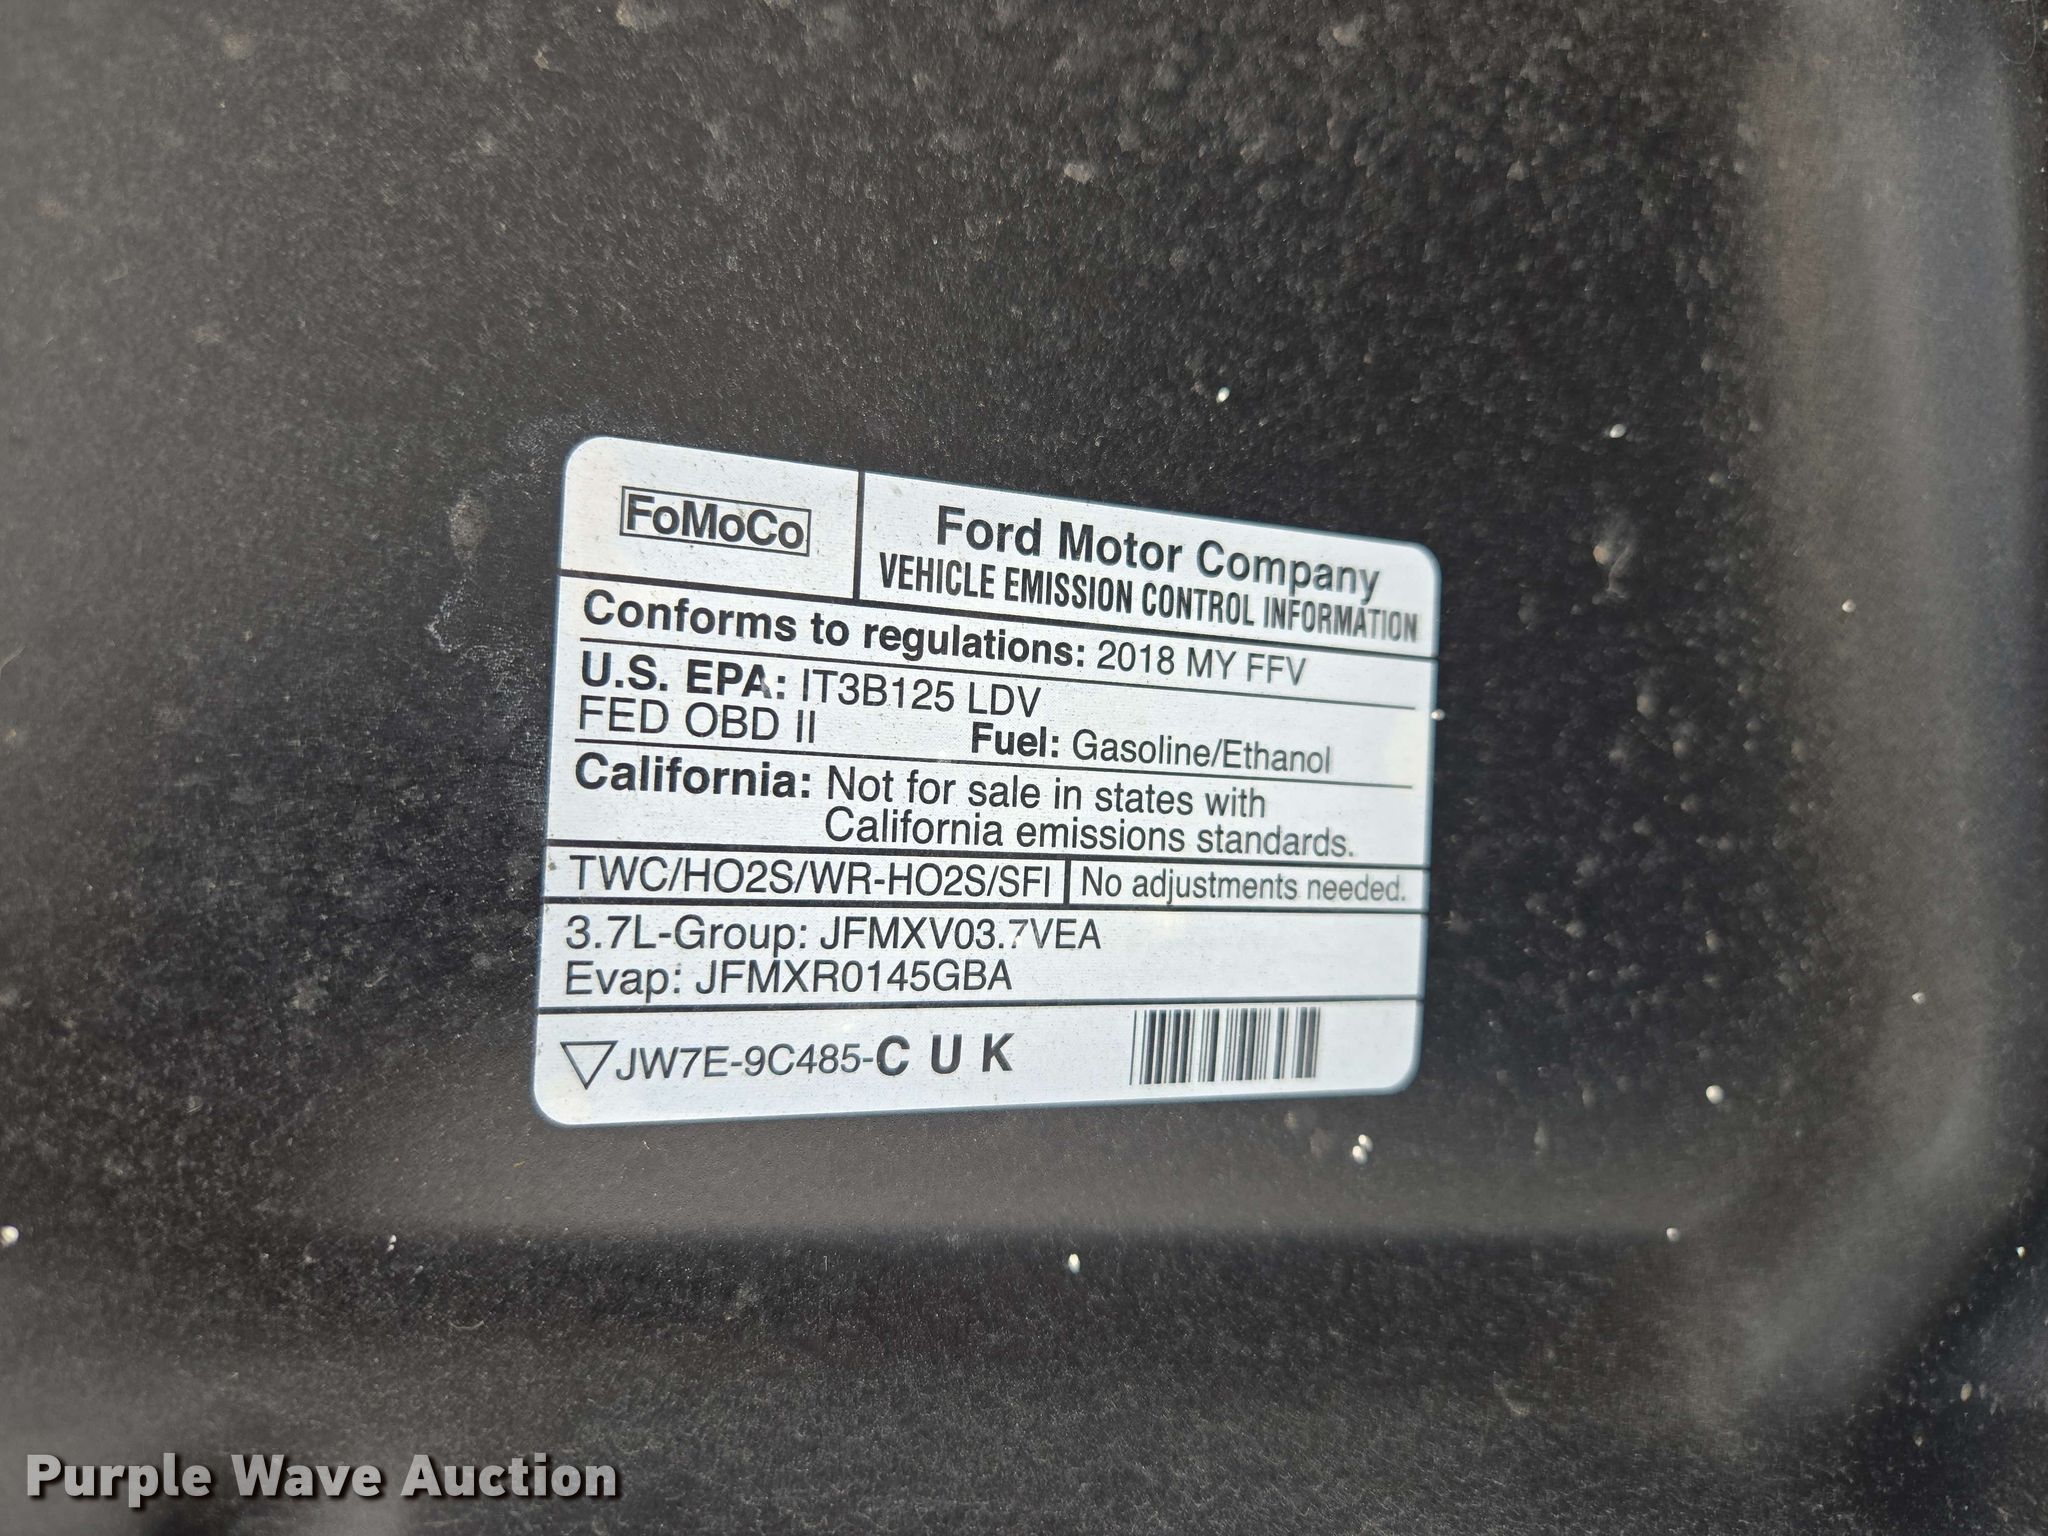 FoMoCo
Ford Motor Company
VEHICLE EMISSION CONTROL INFORMATION
Conforms to regulations: 2018 MY FFV
U.S. EPA: IT3B125 LDV
FED OBD II Fuel: Gasoline/Ethanol
California: Not for sale in states with
California emissions standards.
TWC/HO2S/WR-HO2S/SFI No adjustments needed.
3.7L-Group: JFMXV03.7VEA
Evap: JFMXR0145GBA
JW7E-9C485-C U K
Purple Wave Auction